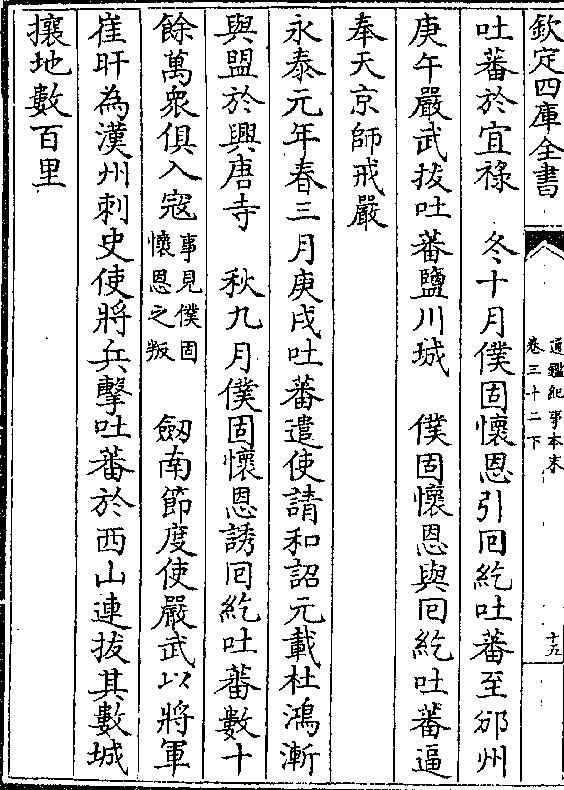 欽定四庫全書
通鑑紀事本末
卷三十二下
十五
吐蕃於宜祿　冬十月僕固懷恩引回紇吐蕃至邠州
庚午嚴武拔吐蕃鹽川城　僕固懷恩與回紇吐蕃逼
奉天京師戒嚴
永泰元年春三月庚戌吐蕃遣使請和詔元載杜鴻漸
與盟於興唐寺　秋九月僕固懷恩誘回紇吐蕃數十
餘萬衆俱入寇事見僕固懷恩之叛　劔南節度使嚴武以將軍
崔旰為漢州刺史使將兵擊吐蕃於西山連拔其數城
攘地數百里